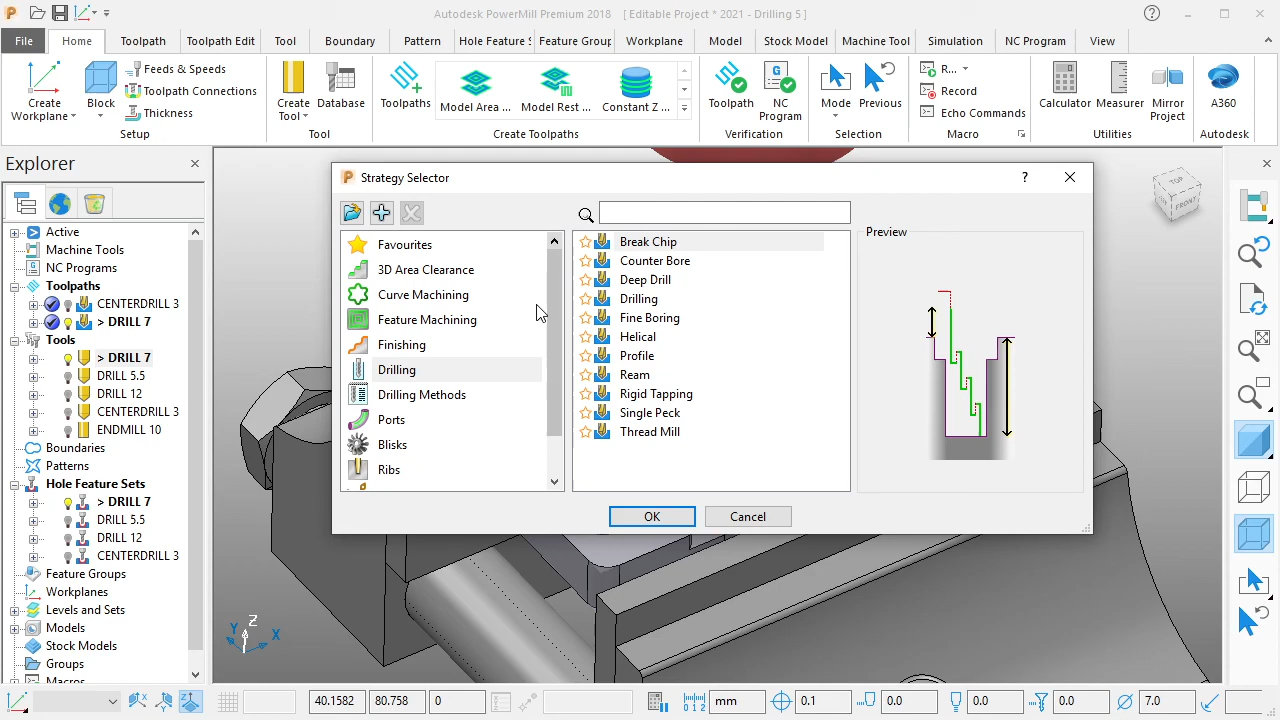 Autodesk PowerMill Premium 2018 [ Editable Project * 2021 - Drilling 5 ]
File Home Toolpath Toolpath Edit Tool Boundary Pattern Hole Feature S Feature Group Workplane Model Stock Model Machine Tool Simulation NC Program View
Create Workplane
Block
Feeds & Speeds
Toolpath Connections
Thickness
Setup
Create Tool
Database
Tool
Toolpaths
Model Area ...
Model Rest ...
Constant Z ...
Create Toolpaths
Toolpath
NC Program
Verification
Mode
Previous
Selection
R...
Record
Echo Commands
Macro
Calculator
Measurer
Mirror Project
Utilities
A360
Autodesk
Explorer
Active
Machine Tools
NC Programs
Toolpaths
CENTERDRILL 3
> DRILL 7
Tools
> DRILL 7
DRILL 5.5
DRILL 12
CENTERDRILL 3
ENDMILL 10
Boundaries
Patterns
Hole Feature Sets
> DRILL 7
DRILL 5.5
DRILL 12
CENTERDRILL 3
Feature Groups
Workplanes
Levels and Sets
Models
Stock Models
Groups
Macros
Strategy Selector
Favourites
3D Area Clearance
Curve Machining
Feature Machining
Finishing
Drilling
Drilling Methods
Ports
Blisks
Ribs
Break Chip
Counter Bore
Deep Drill
Drilling
Fine Boring
Helical
Profile
Ream
Rigid Tapping
Single Peck
Thread Mill
Preview
OK Cancel
TOP
FRONT
Z
Y
X
40.1582 80.758 0 mm 0.1 0.0 0.0 0.0 7.0